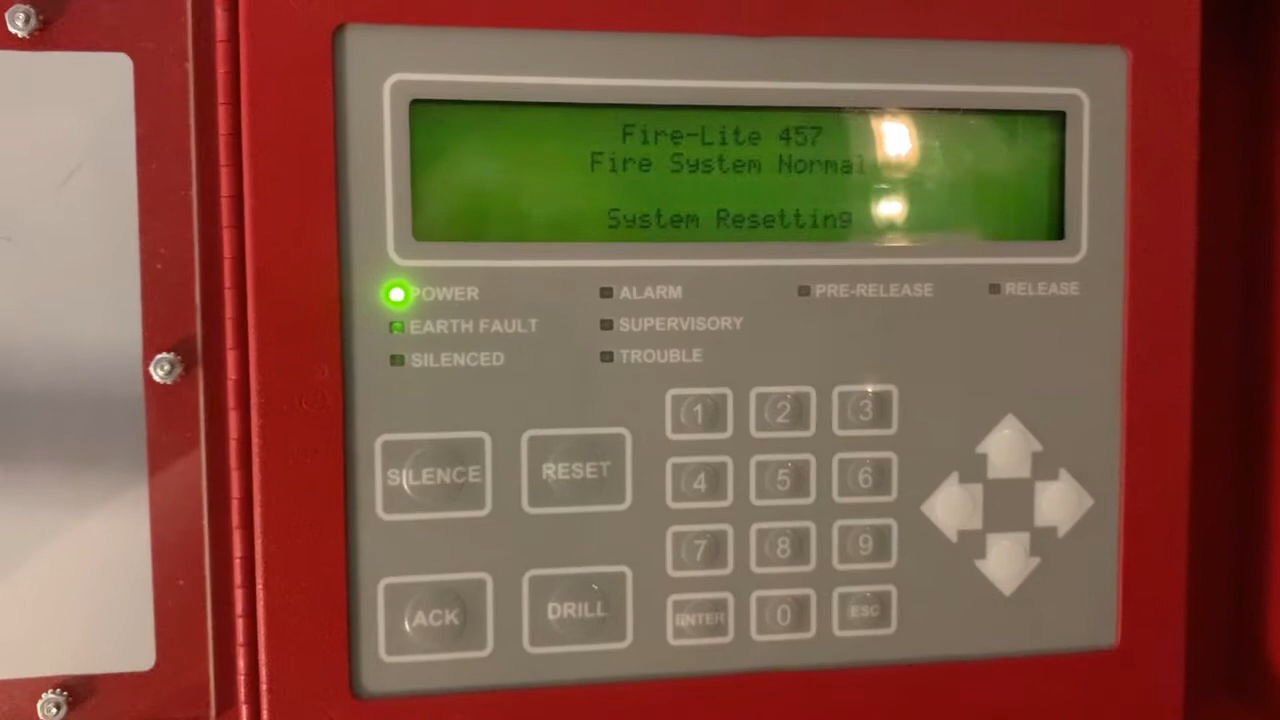 Fire-Lite 457
Fire System Normal
System Resetting
POWER
ALARM
PRE-RELEASE
RELEASE
EARTH FAULT
SUPERVISORY
SILENCED
TROUBLE
SILENCE
RESET
1
2
3
4
5
6
ACK
DRILL
7
8
9
ENTER
0
ESC